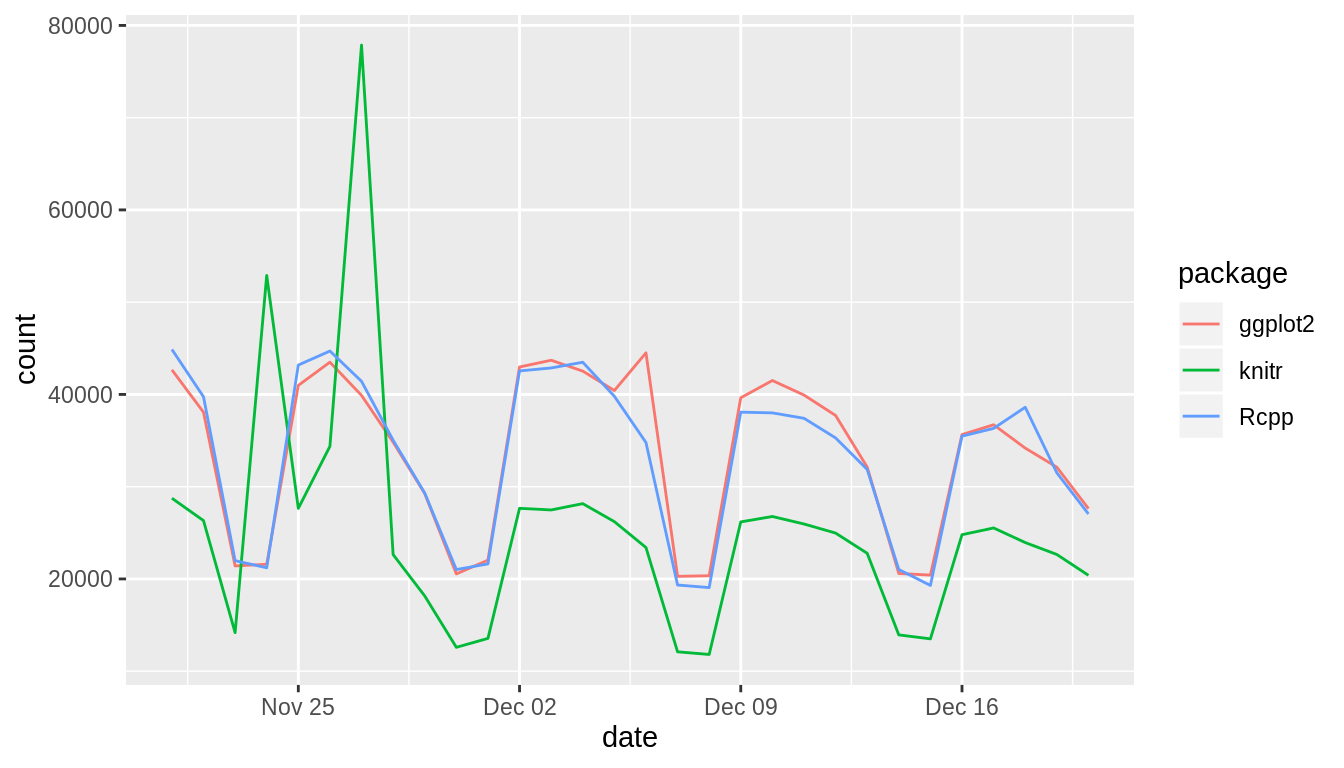 80000
60000
40000
20000
count
Nov 25
Dec 02
Dec 09
Dec 16
date
package
ggplot2
knitr
Rcpp